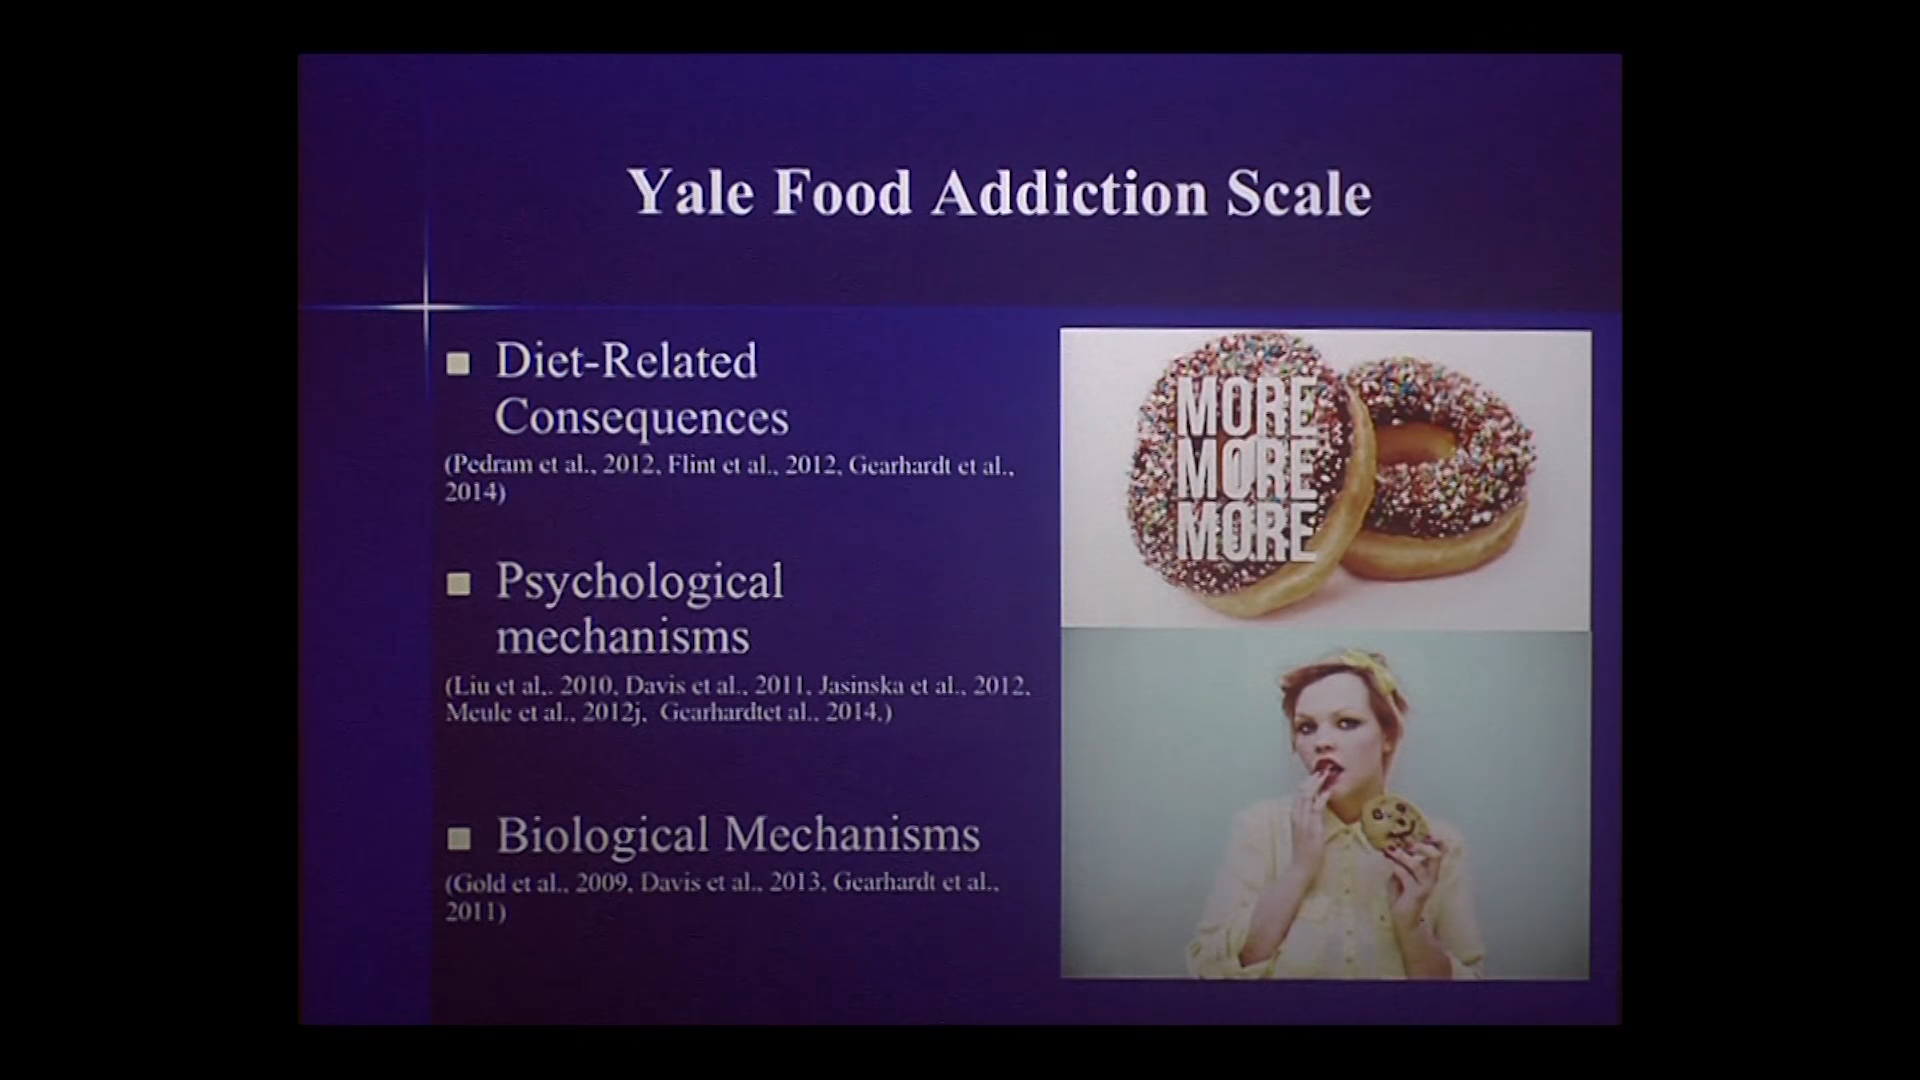 Yale Food Addiction Scale
Diet-Related
Consequences
(Pedram et al., 2012, Flint et al., 2012, Gearhardt et al.,
2014)
Psychological
mechanisms
(Liu et al,. 2010, Davis et al., 2011, Jasinska et al., 2012,
Meule et al., 2012j,  Gearhardtet al., 2014,)
Biological Mechanisms
(Gold et al., 2009, Davis et al., 2013, Gearhardt et al.,
2011)
MORE
MORE
MORE